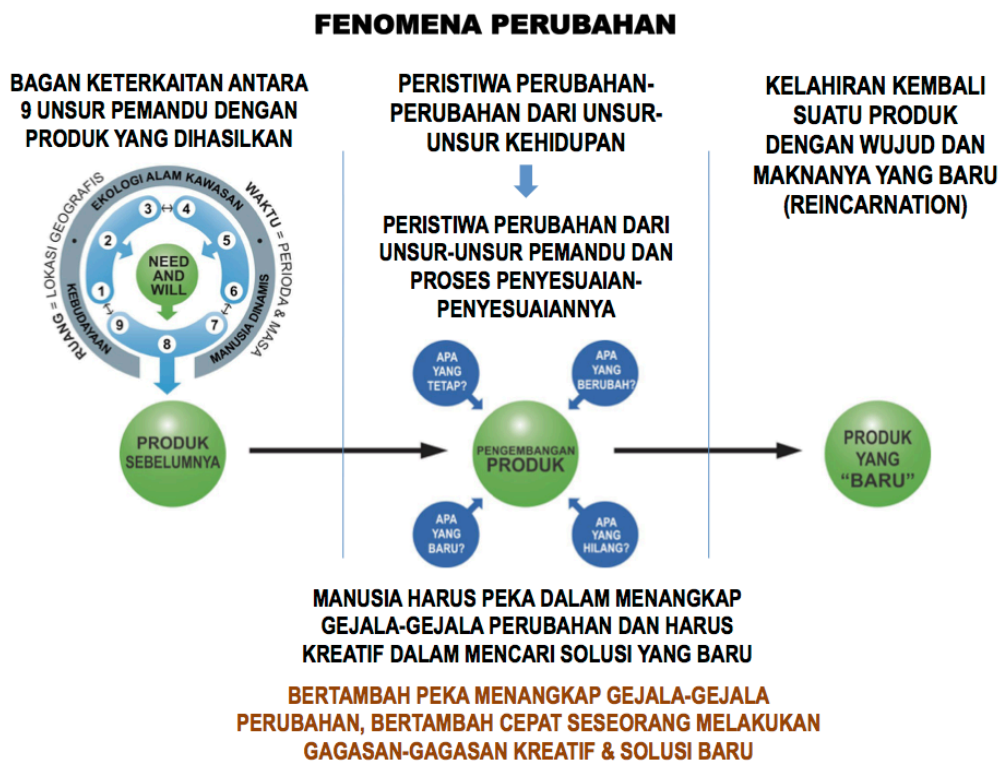 FENOMENA PERUBAHAN
BAGAN KETERKAITAN ANTARA
9 UNSUR PEMANDU DENGAN
PRODUK YANG DIHASILKAN
RUANG = LOKASI GEOGRAFIS
WAKTU = PERIODA & MASA
EKOLOGI ALAM KAWASAN
KEBUDAYAAN
MANUSIA DINAMIS
1
2
3
4
5
6
7
8
9
NEED
AND
WILL
PRODUK
SEBELUMNYA
PERISTIWA PERUBAHAN-
PERUBAHAN DARI UNSUR-
UNSUR KEHIDUPAN
PERISTIWA PERUBAHAN DARI
UNSUR-UNSUR PEMANDU DAN
PROSES PENYESUAIAN-
PENYESUAIANNYA
APA
YANG
TETAP?
APA
YANG
BERUBAH?
PENGEMBANGAN
PRODUK
APA
YANG
BARU?
APA
YANG
HILANG?
KELAHIRAN KEMBALI
SUATU PRODUK
DENGAN WUJUD DAN
MAKNANYA YANG BARU
(REINCARNATION)
PRODUK
YANG
“BARU”
MANUSIA HARUS PEKA DALAM MENANGKAP
GEJALA-GEJALA PERUBAHAN DAN HARUS
KREATIF DALAM MENCARI SOLUSI YANG BARU
BERTAMBAH PEKA MENANGKAP GEJALA-GEJALA
PERUBAHAN, BERTAMBAH CEPAT SESEORANG MELAKUKAN
GAGASAN-GAGASAN KREATIF & SOLUSI BARU